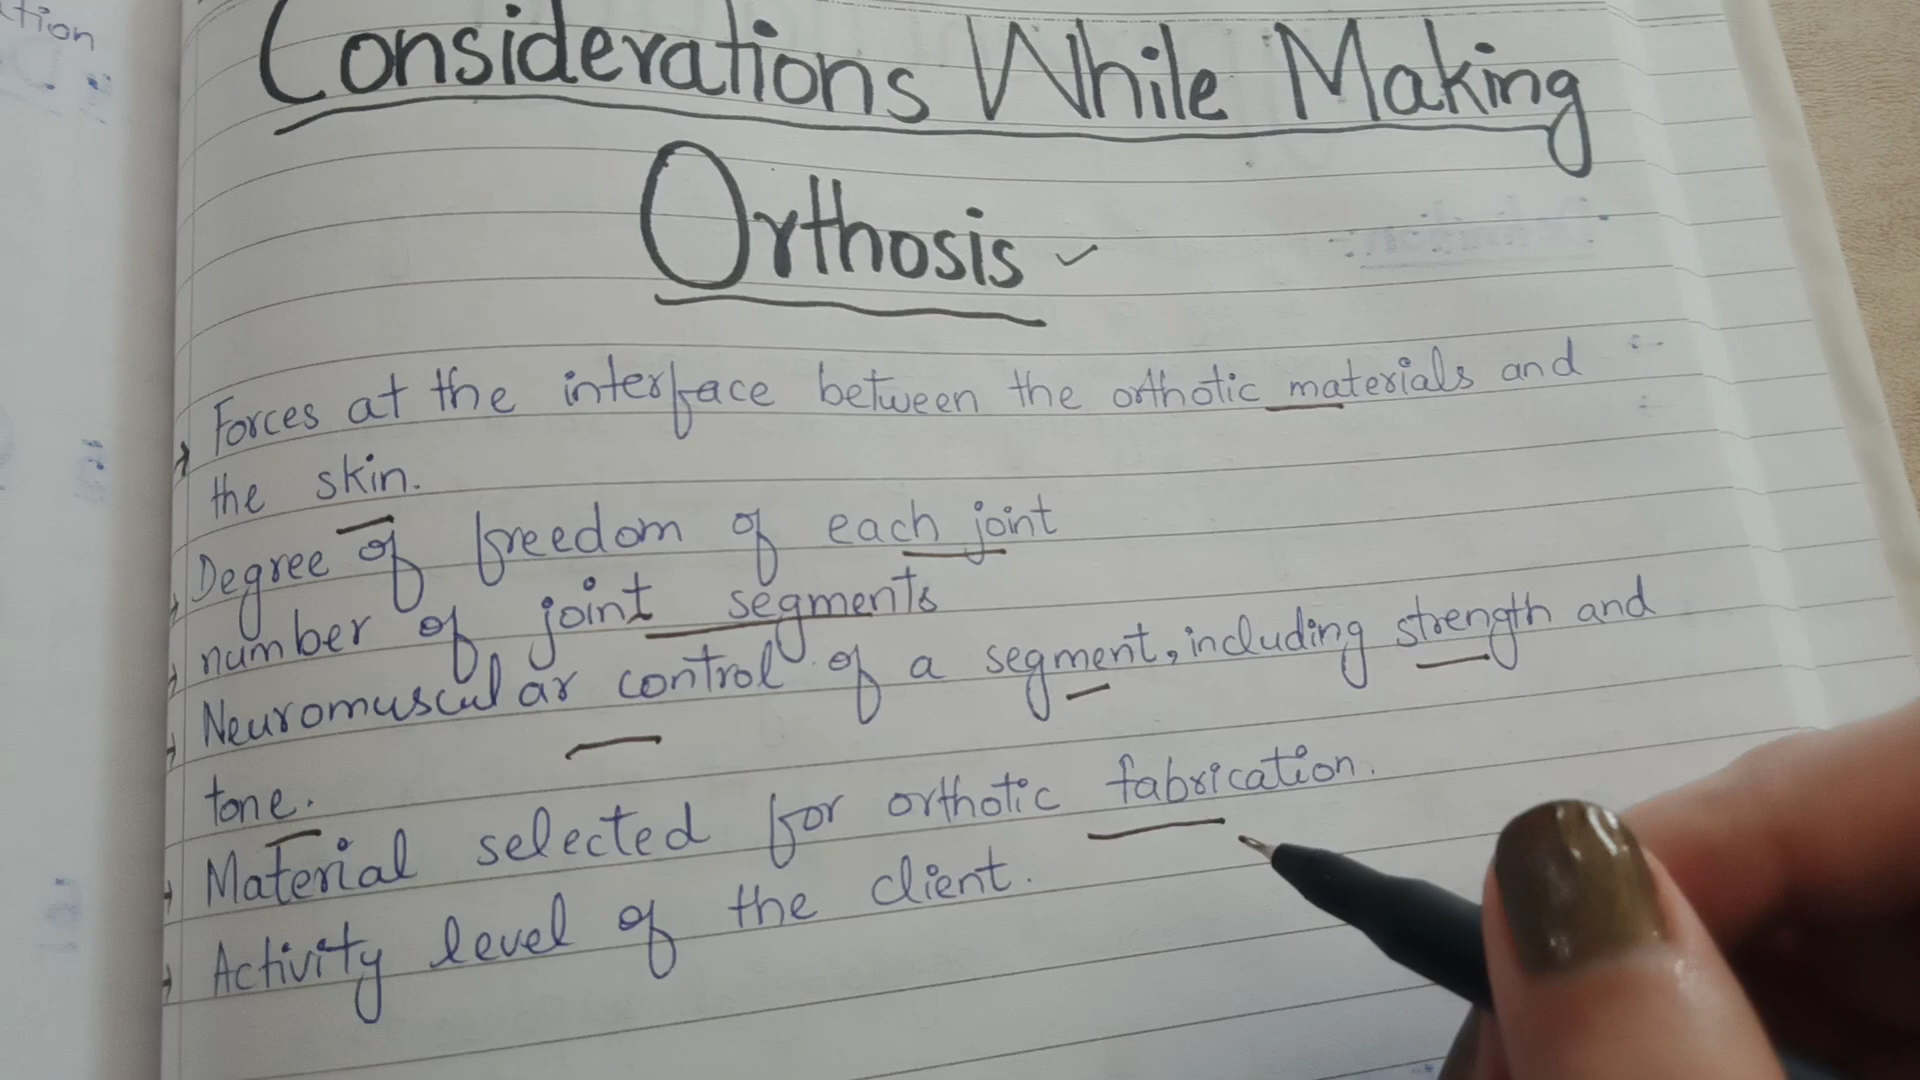 tion
Considerations While Making
Orthosis
Forces at the interface between the orthotic materials and
the skin.
Degree of freedom of each joint
number of joint segments
Neuromuscular control of a segment, including strength and
tone.
Material selected for orthotic fabrication.
Activity level of the client.